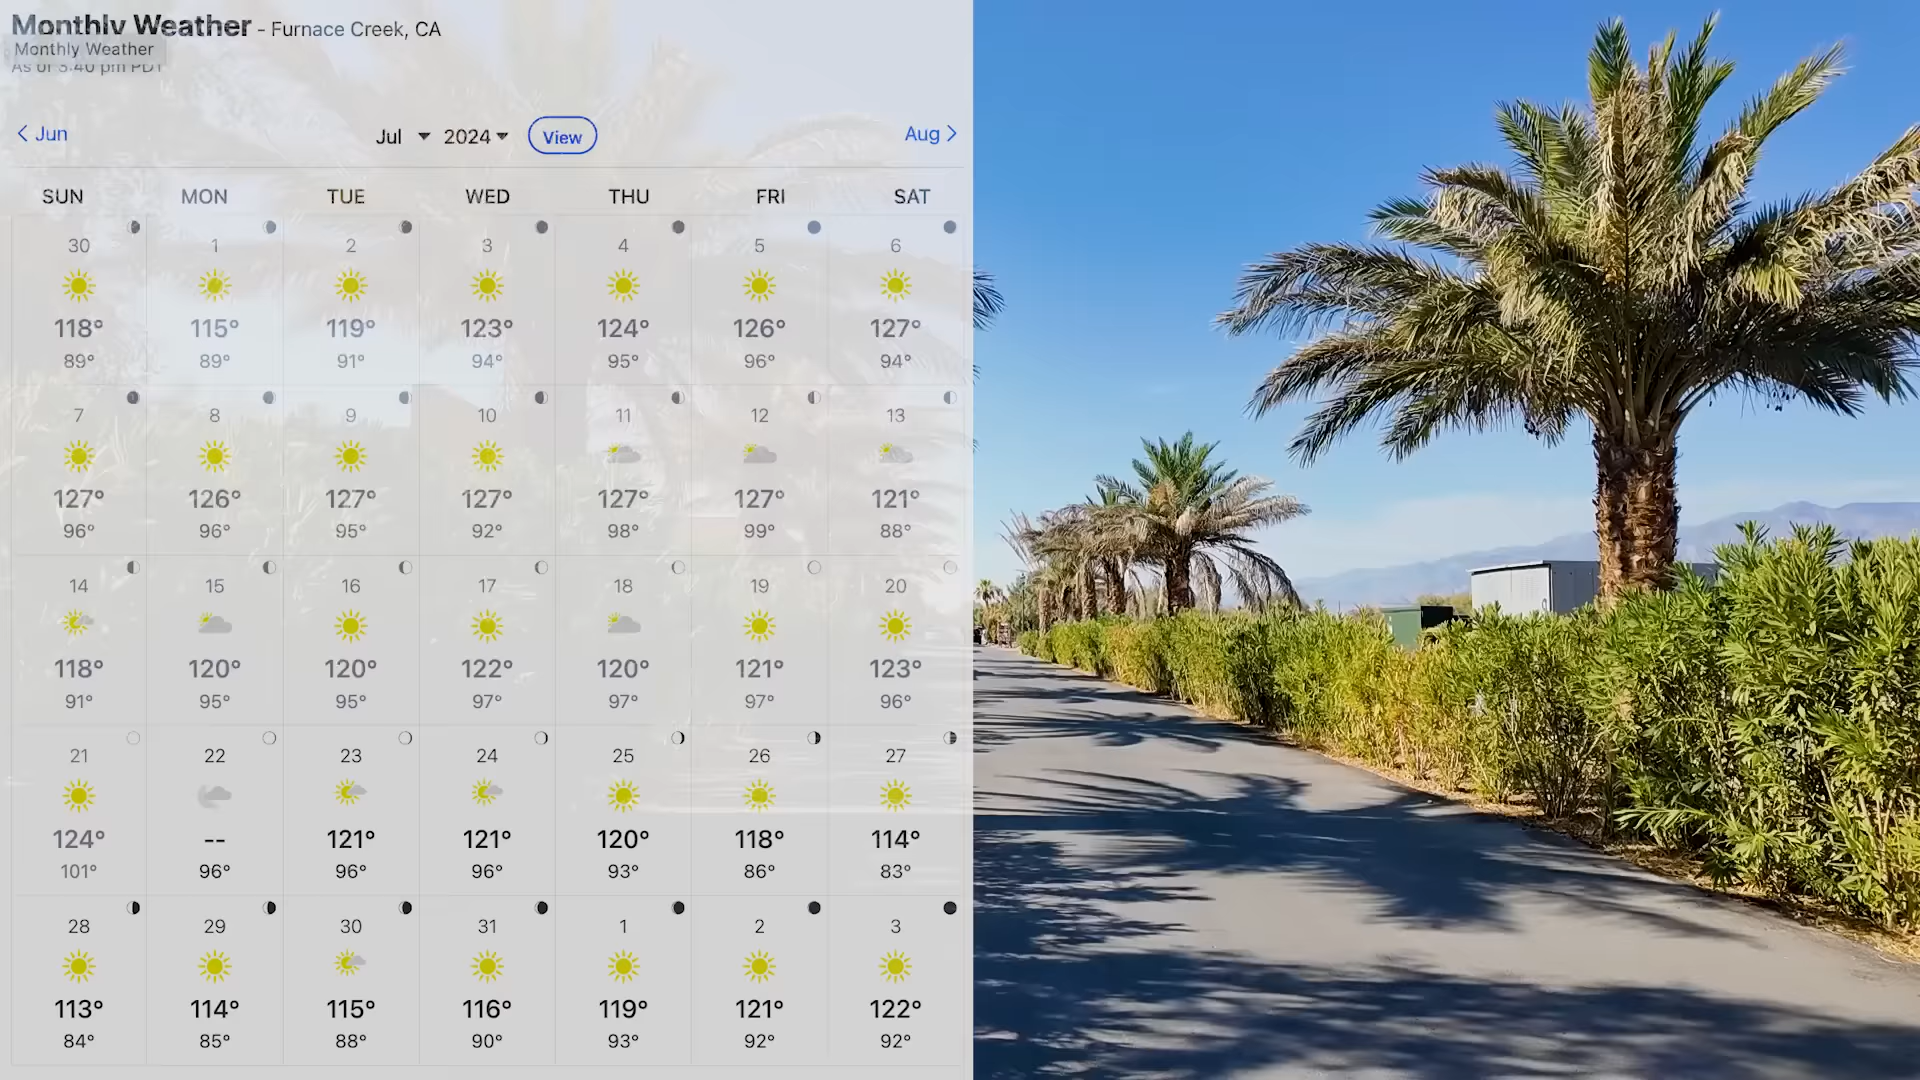 Monthly Weather - Furnace Creek, CA
Monthly Weather
As of 3:40 pm PDT
Jun Jul 2024 View Aug
SUN MON TUE WED THU FRI SAT
30 1 2 3 4 5 6
118° 115° 119° 123° 124° 126° 127°
89° 89° 91° 94° 95° 96° 94°
7 8 9 10 11 12 13
127° 126° 127° 127° 127° 127° 121°
96° 96° 95° 92° 98° 99° 88°
14 15 16 17 18 19 20
118° 120° 120° 122° 120° 121° 123°
91° 95° 95° 97° 97° 97° 96°
21 22 23 24 25 26 27
124° -- 121° 121° 120° 118° 114°
101° 96° 96° 96° 93° 86° 83°
28 29 30 31 1 2 3
113° 114° 115° 116° 119° 121° 122°
84° 85° 88° 90° 93° 92° 92°